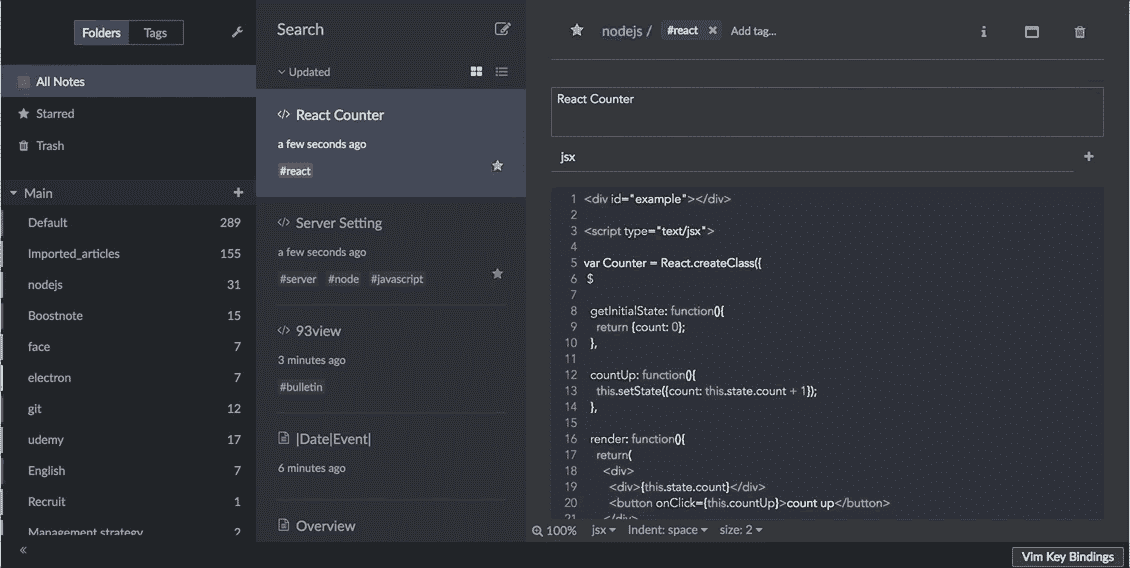 Folders Tags
All Notes
Starred
Trash
Main
Default 289
Imported_articles 155
nodejs 31
Boostnote 15
face 7
electron 7
git 12
udemy 17
English 7
Recruit 1
Management strategy 2
Search
Updated
</> React Counter
a few seconds ago
#react
</> Server Setting
a few seconds ago
#server #node #javascript
</> 93view
3 minutes ago
#bulletin
|Date|Event|
6 minutes ago
Overview
nodejs / #react × Add tag...
React Counter
jsx
1 <div id="example"></div>
2
3 <script type="text/jsx">
4
5 var Counter = React.createClass({
6 $
7
8 getInitialState: function(){
9 return {count: 0};
10 },
11
12 countUp: function(){
13 this.setState({count: this.state.count + 1});
14 },
15
16 render: function(){
17 return(
18 <div>
19 <div>{this.state.count}</div>
20 <button onClick={this.countUp}>count up</button>
21 </div>
100% jsx Indent: space size: 2
Vim Key Bindings